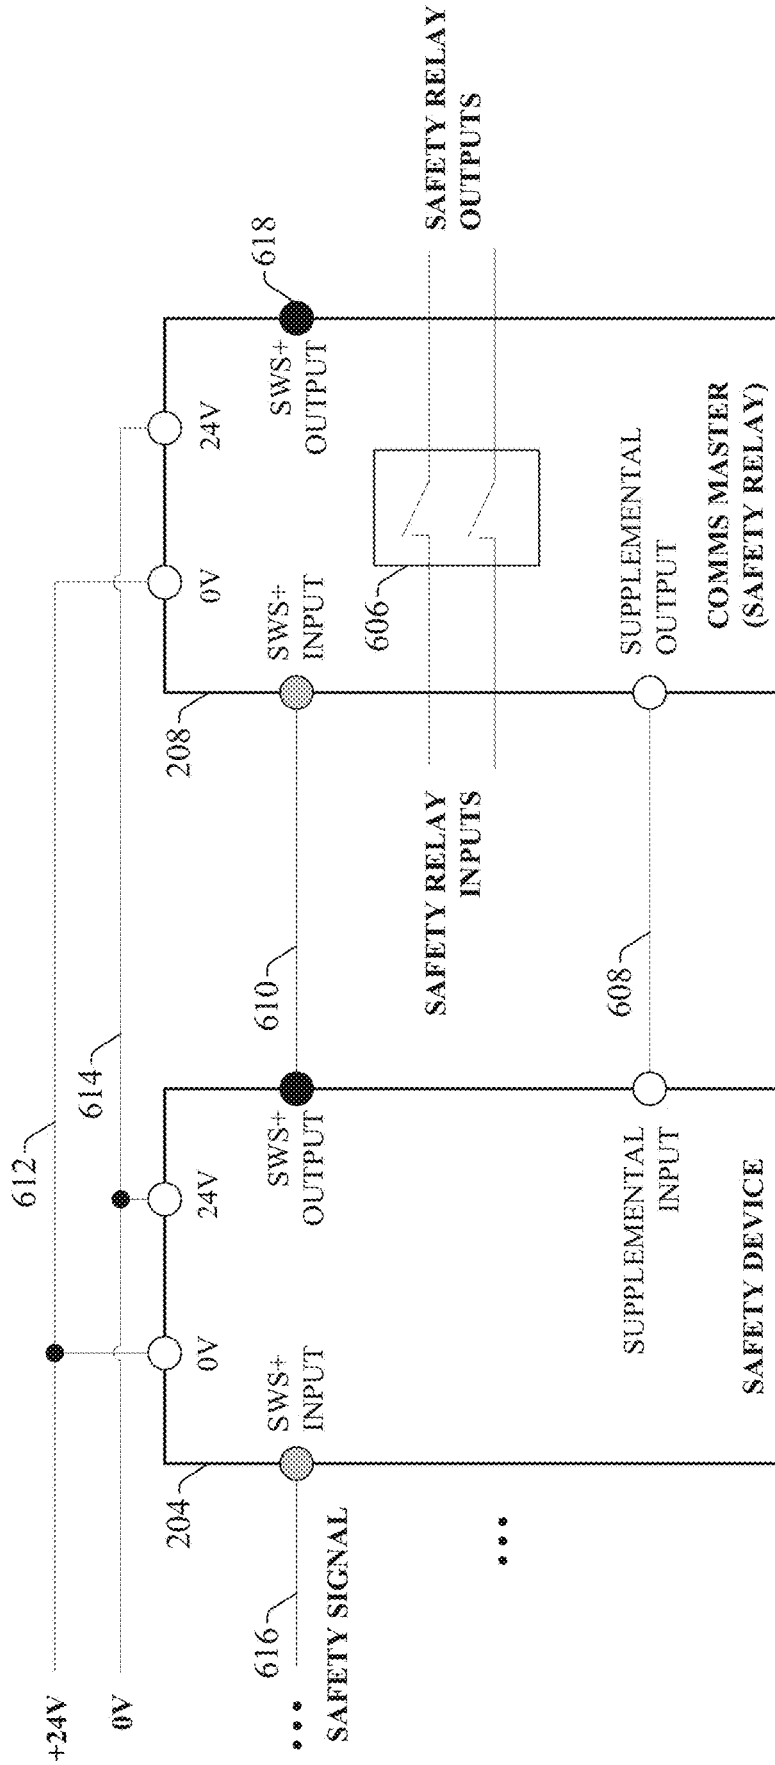 +24V
0V
612
614
616
SAFETY SIGNAL
204
0V
24V
SWS+
INPUT
SWS+
OUTPUT
SUPPLEMENTAL
INPUT
SAFETY DEVICE
610
608
SAFETY RELAY
INPUTS
208
0V
24V
SWS+
INPUT
SWS+
OUTPUT
618
606
SUPPLEMENTAL
OUTPUT
COMMS MASTER
(SAFETY RELAY)
SAFETY RELAY
OUTPUTS